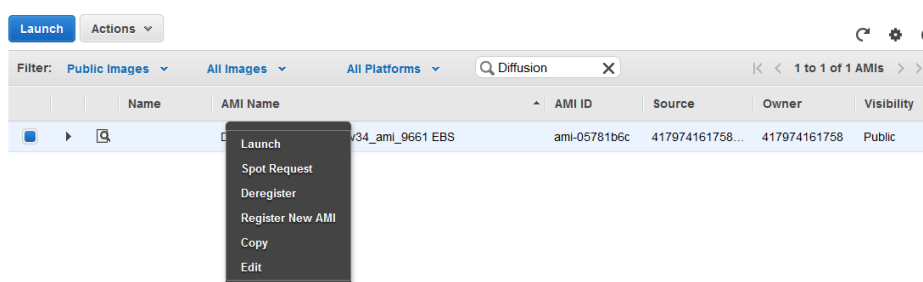 Launch Actions
Filter: Public Images All Images All Platforms Diffusion 1 to 1 of 1 AMIs
Name AMI Name AMI ID Source Owner Visibility
v34_ami_9661 EBS ami-05781b6c 417974161758... 417974161758 Public
Launch
Spot Request
Deregister
Register New AMI
Copy
Edit